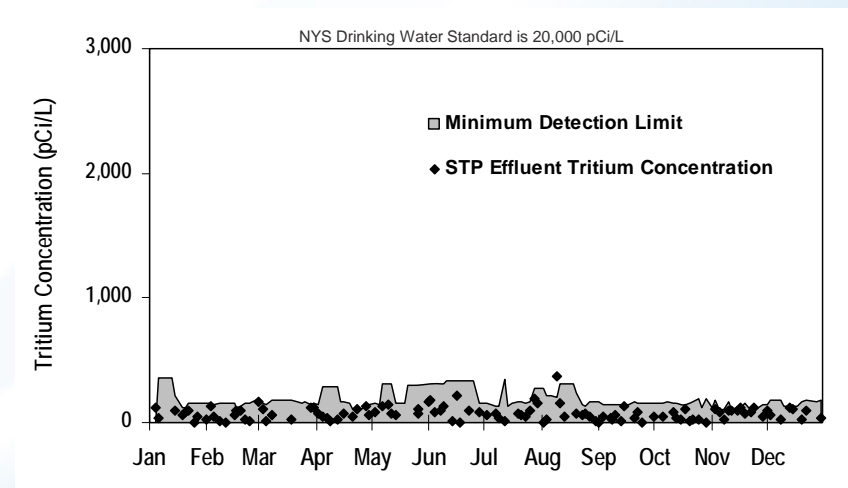 NYS Drinking Water Standard is 20,000 pCi/L
3,000
2,000
1,000
0
Tritium Concentration (pCi/L)
Minimum Detection Limit
STP Effluent Tritium Concentration
Jan Feb Mar Apr May Jun Jul Aug Sep Oct Nov Dec